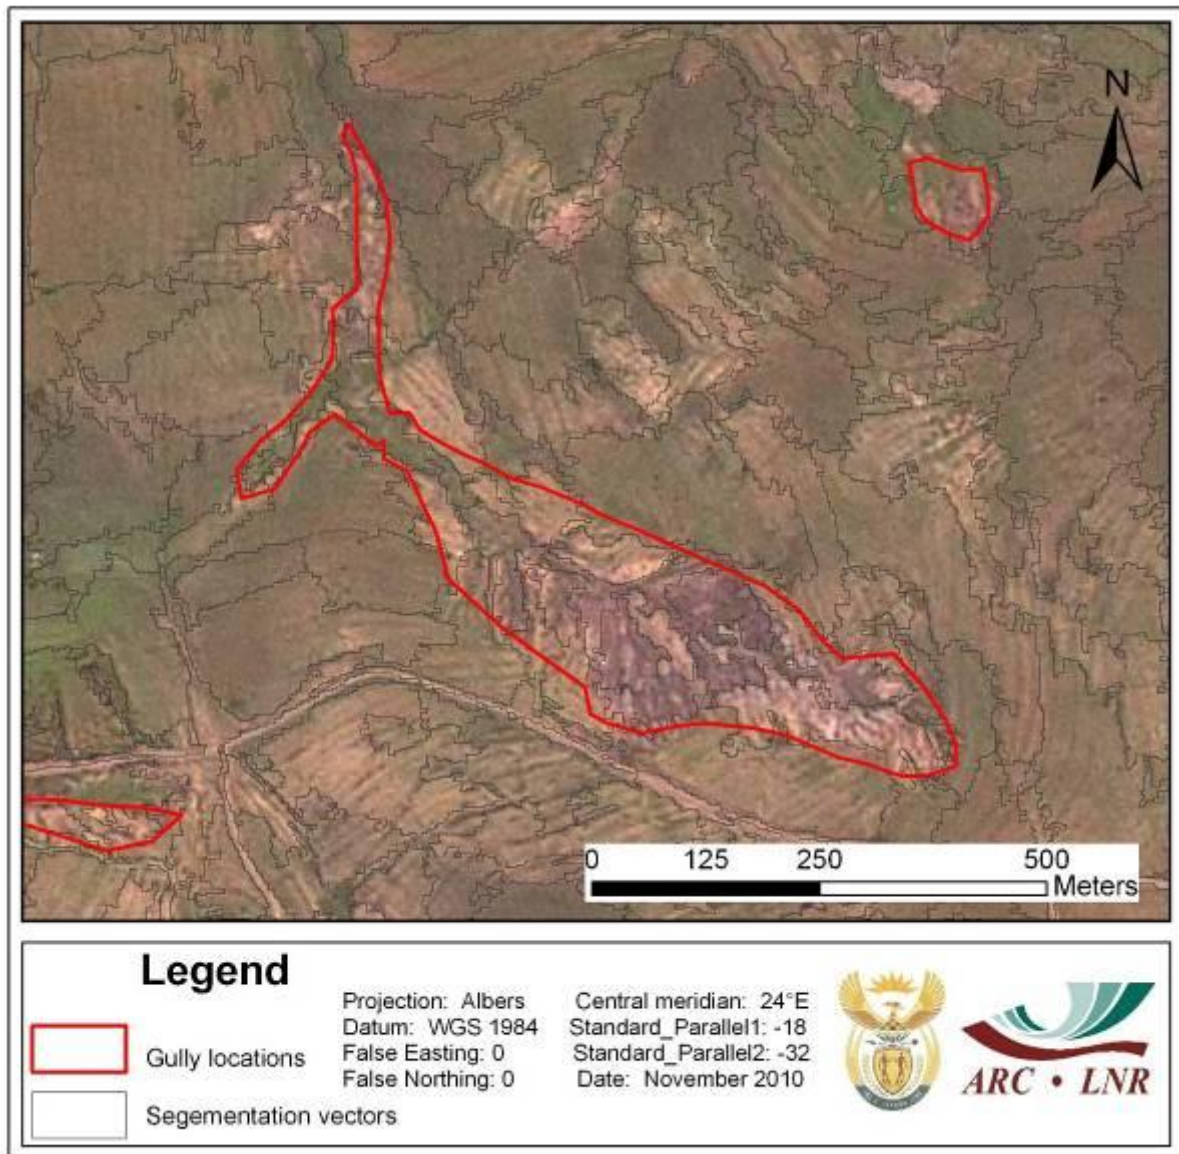 N
0 125 250 500
Meters
Legend
Gully locations
Segementation vectors
Projection: Albers
Datum: WGS 1984
False Easting: 0
False Northing: 0
Central meridian: 24°E
Standard_Parallel1: -18
Standard_Parallel2: -32
Date: November 2010
ARC • LNR